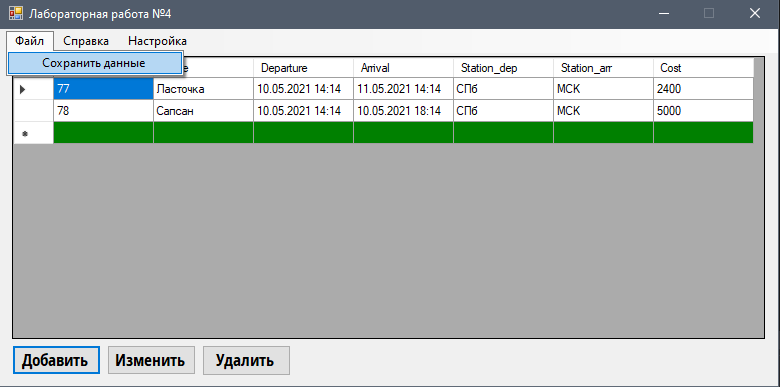 Лабораторная работа №4
Файл Справка Настройка
Сохранить данные
Departure Arrival Station_dep Station_arr Cost
77 Ласточка 10.05.2021 14:14 11.05.2021 14:14 СПб МСК 2400
78 Сапсан 10.05.2021 14:14 10.05.2021 18:14 СПб МСК 5000
Добавить Изменить Удалить